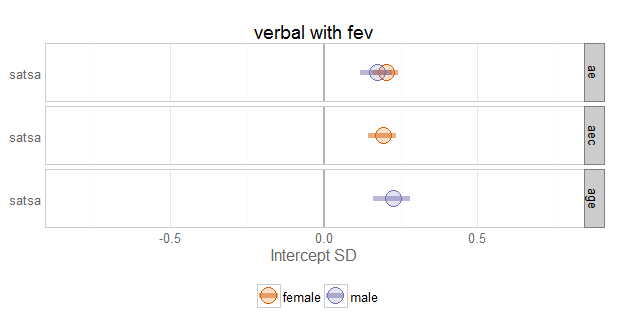 verbal with fev
satsa
ae
satsa
aec
satsa
age
-0.5 0.0 0.5
Intercept SD
female male